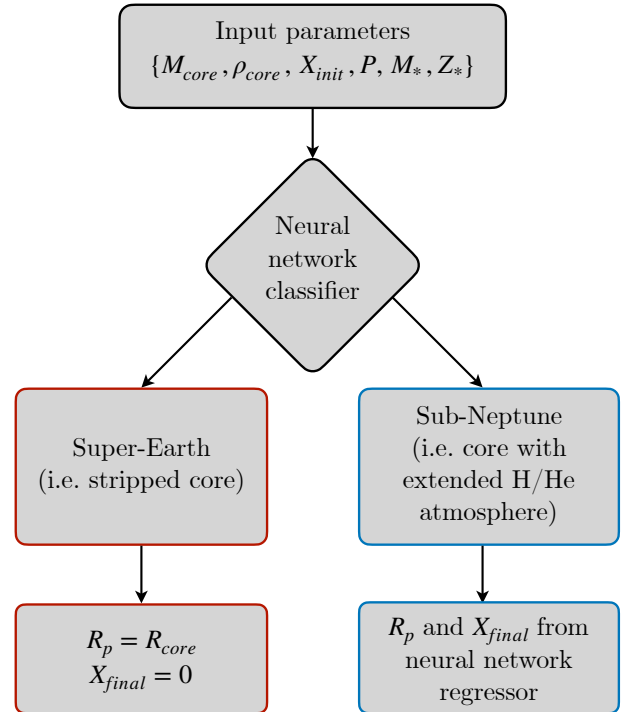 Input parameters
{M_core, ρ_core, X_init, P, M_*, Z_*}
Neural
network
classifier
Super-Earth
(i.e. stripped core)
Sub-Neptune
(i.e. core with
extended H/He
atmosphere)
R_p = R_core
X_final = 0
R_p and X_final from
neural network
regressor